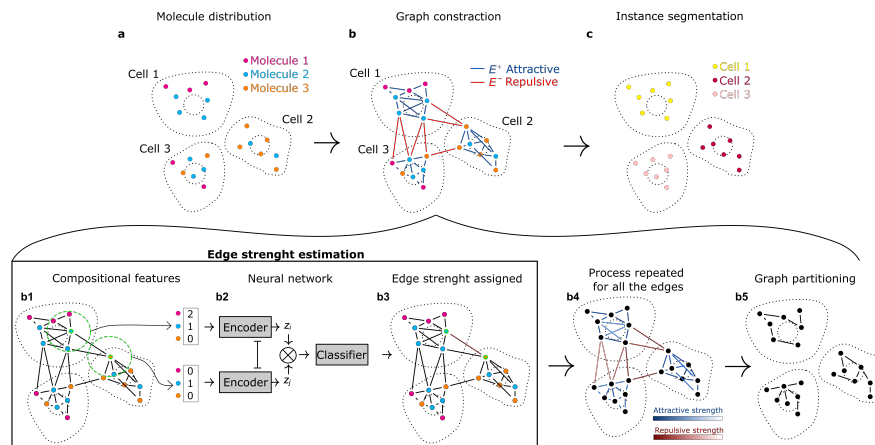 Molecule distribution
Graph constraction
Instance segmentation
a
b
c
Cell 1
Molecule 1
Molecule 2
Molecule 3
Cell 2
Cell 3
Cell 1
E⁺ Attractive
E⁻ Repulsive
Cell 2
Cell 3
Cell 1
Cell 2
Cell 3
Edge strenght estimation
Compositional features
Neural network
Edge strenght assigned
Process repeated
for all the edges
Graph partitioning
b1
b2
b3
b4
b5
2
1
0
Encoder
zᵢ
Classifier
0
1
0
Encoder
zⱼ
Attractive strength
Repulsive strength